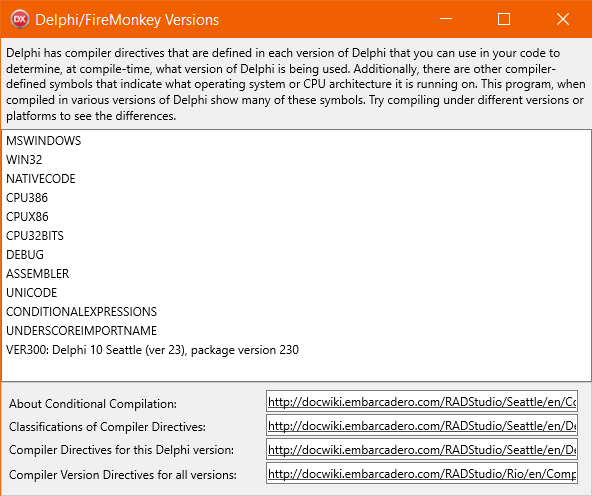 DX Delphi/FireMonkey Versions
Delphi has compiler directives that are defined in each version of Delphi that you can use in your code to
determine, at compile-time, what version of Delphi is being used. Additionally, there are other compiler-
defined symbols that indicate what operating system or CPU architecture it is running on. This program, when
compiled in various versions of Delphi show many of these symbols. Try compiling under different versions or
platforms to see the differences.
MSWINDOWS
WIN32
NATIVECODE
CPU386
CPUX86
CPU32BITS
DEBUG
ASSEMBLER
UNICODE
CONDITIONALEXPRESSIONS
UNDERSCOREIMPORTNAME
VER300: Delphi 10 Seattle (ver 23), package version 230
About Conditional Compilation: http://docwiki.embarcadero.com/RADStudio/Seattle/en/Co
Classifications of Compiler Directives: http://docwiki.embarcadero.com/RADStudio/Seattle/en/De
Compiler Directives for this Delphi version: http://docwiki.embarcadero.com/RADStudio/Seattle/en/De
Compiler Version Directives for all versions: http://docwiki.embarcadero.com/RADStudio/Rio/en/Comp